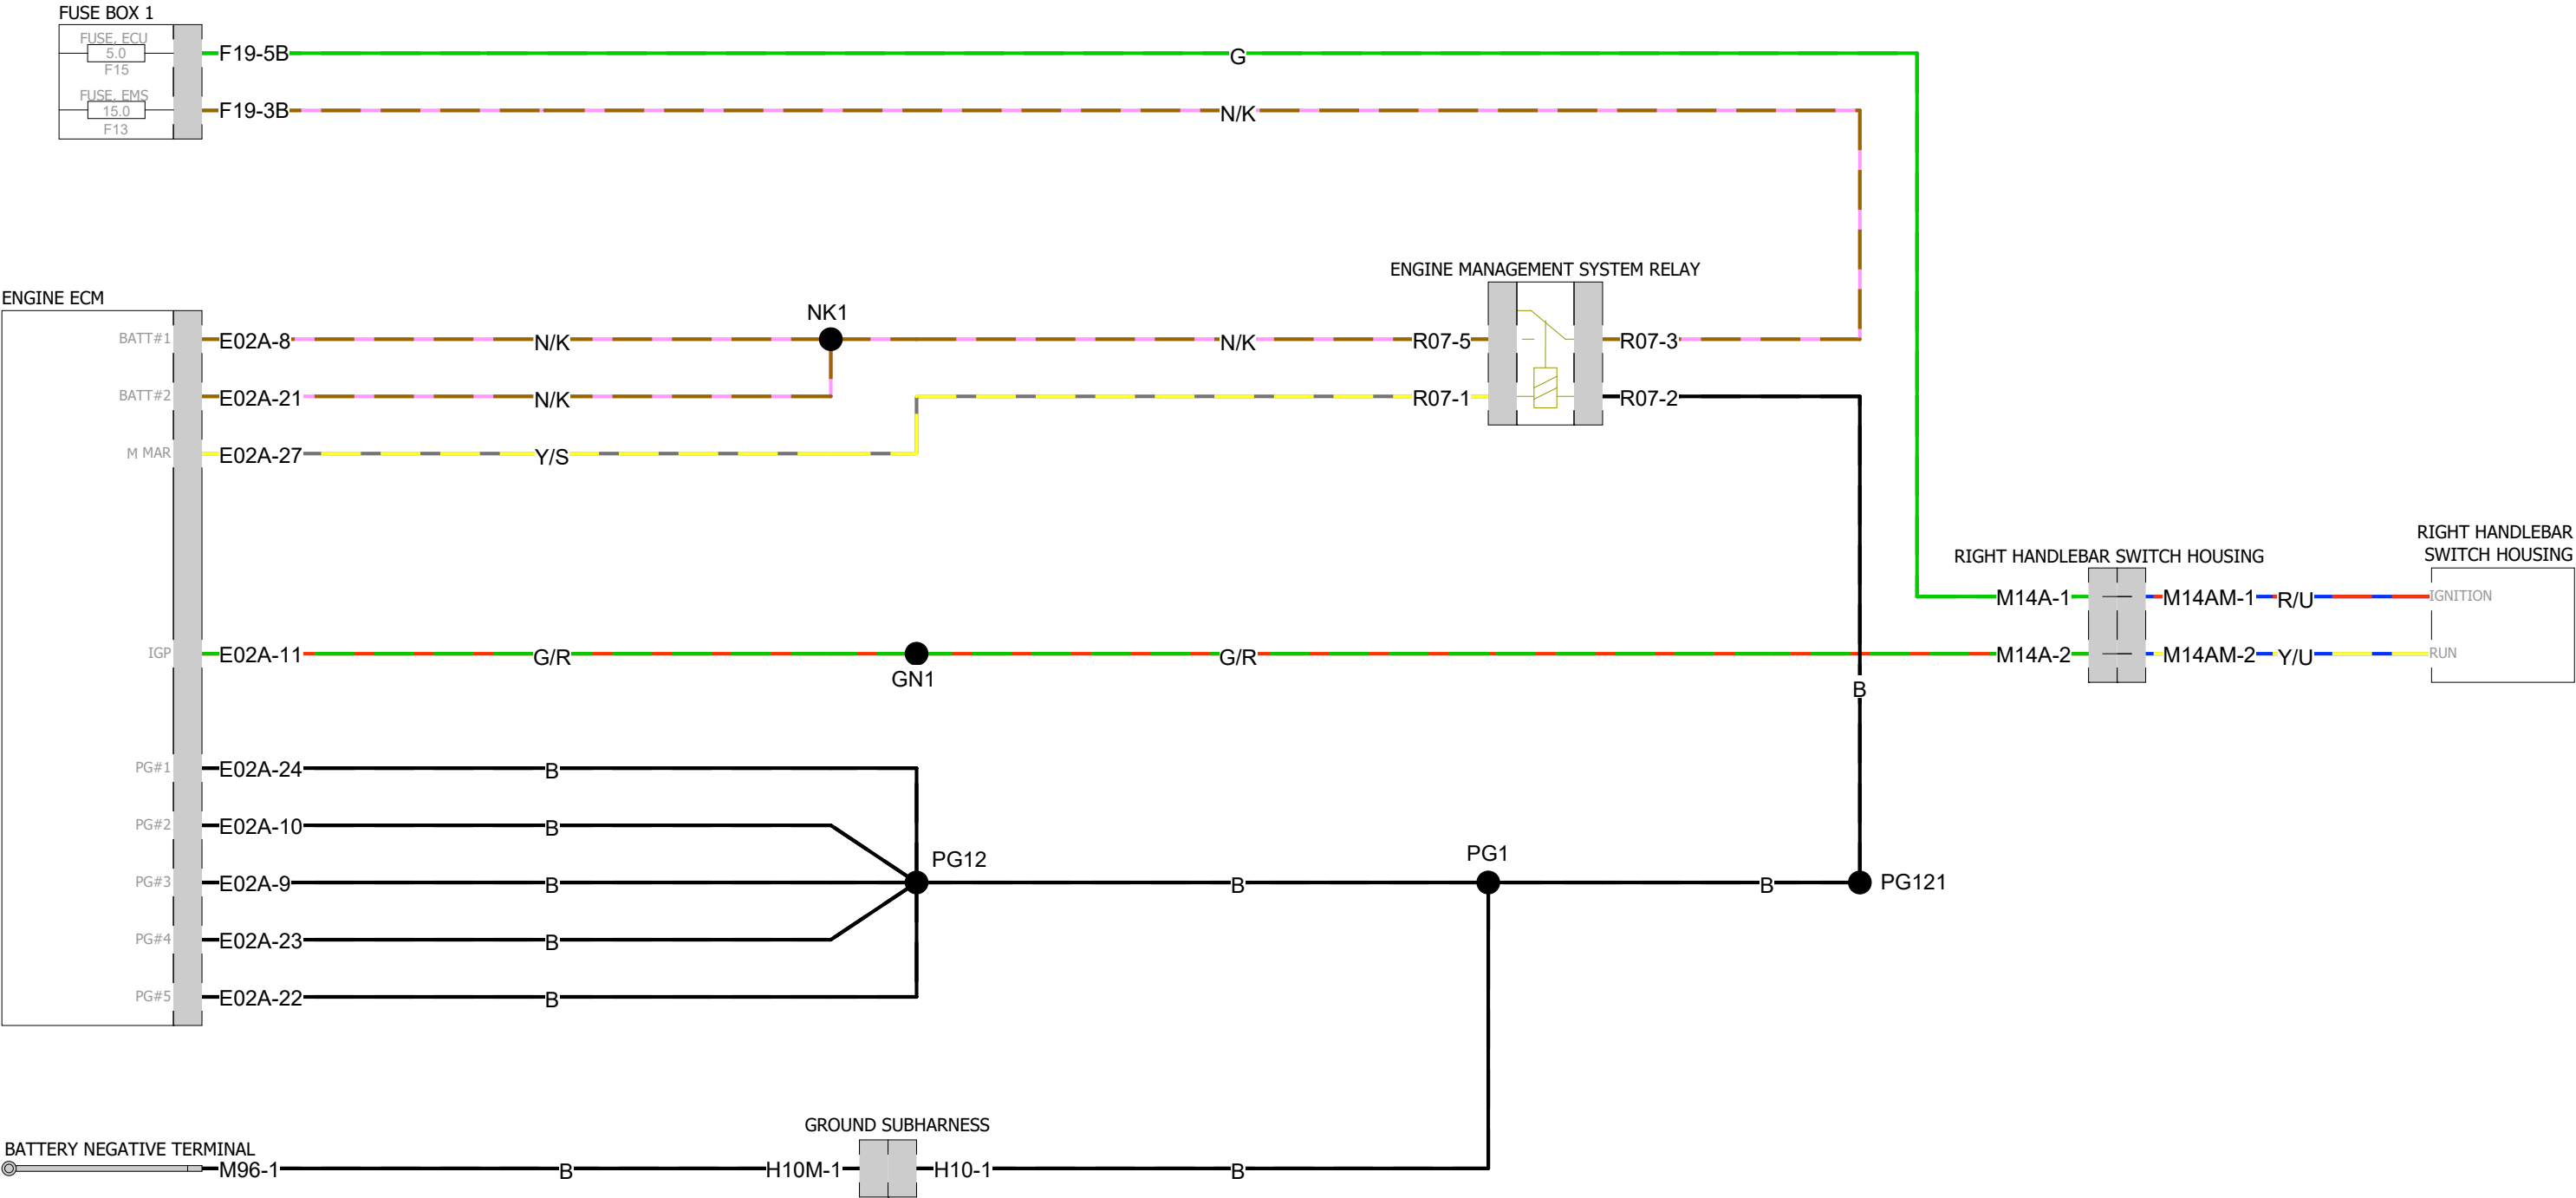 FUSE BOX 1
FUSE, ECU
5.0
F15
F19-5B
G
FUSE, EMS
15.0
F13
F19-3B
N/K
ENGINE MANAGEMENT SYSTEM RELAY
ENGINE ECM
NK1
BATT#1
E02A-8
N/K
N/K
R07-5
R07-3
BATT#2
E02A-21
N/K
R07-1
R07-2
M MAR
E02A-27
Y/S
RIGHT HANDLEBAR
SWITCH HOUSING
RIGHT HANDLEBAR SWITCH HOUSING
M14A-1
M14AM-1
R/U
IGNITION
IGP
E02A-11
G/R
GN1
G/R
M14A-2
M14AM-2
Y/U
RUN
B
PG#1
E02A-24
B
PG#2
E02A-10
B
PG12
PG1
PG#3
E02A-9
B
B
B
PG121
PG#4
E02A-23
B
PG#5
E02A-22
B
GROUND SUBHARNESS
BATTERY NEGATIVE TERMINAL
M96-1
B
H10M-1
H10-1
B